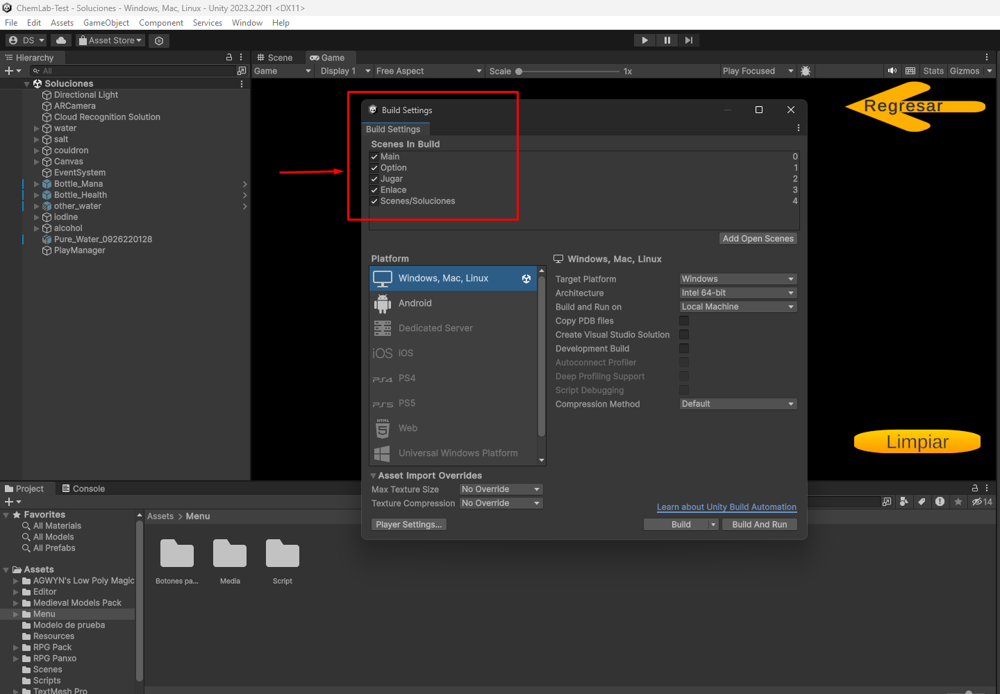 ChemLab-Test - Soluciones - Windows, Mac, Linux - Unity 2023.2.20f1 <DX11>
File Edit Assets GameObject Component Services Window Help
DS Asset Store
Hierarchy
All
Soluciones
Directional Light
ARCamera
Cloud Recognition Solution
water
salt
couldron
Canvas
EventSystem
Bottle_Mana
Bottle_Health
other_water
iodine
alcohol
Pure_Water_0926220128
PlayManager
Scene Game
Game Display 1 Free Aspect Scale 1x Play Focused Stats Gizmos
Regresar
Limpiar
Build Settings
Build Settings
Scenes In Build
Main 0
Option 1
Jugar 2
Enlace 3
Scenes/Soluciones 4
Add Open Scenes
Platform
Windows, Mac, Linux
Android
Dedicated Server
iOS iOS
PS4 PS4
PS5 PS5
HTML 5 Web
Universal Windows Platform
Windows, Mac, Linux
Target Platform Windows
Architecture Intel 64-bit
Build and Run on Local Machine
Copy PDB files
Create Visual Studio Solution
Development Build
Autoconnect Profiler
Deep Profiling Support
Script Debugging
Compression Method Default
Asset Import Overrides
Max Texture Size No Override
Texture Compression No Override
Learn about Unity Build Automation
Player Settings... Build Build And Run
Project Console
14
Favorites
All Materials
All Models
All Prefabs
Assets
AGWYN's Low Poly Magic
Editor
Medieval Models Pack
Menu
Modelo de prueba
Resources
RPG Pack
RPG Panxo
Scenes
Scripts
TextMesh Pro
Assets > Menu
Botones pa... Media Script